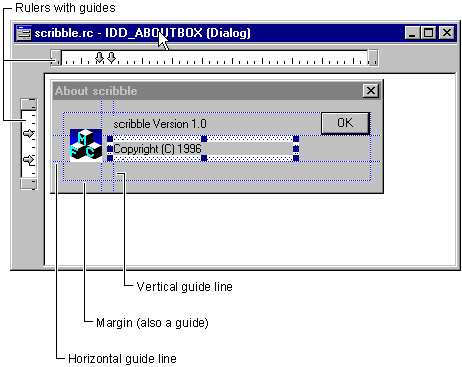 Rulers with guides
scribble.rc - IDD_ABOUTBOX (Dialog)
About scribble
scribble Version 1.0
OK
M
F C
Copyright (C) 1996
Vertical guide line
Margin (also a guide)
Horizontal guide line